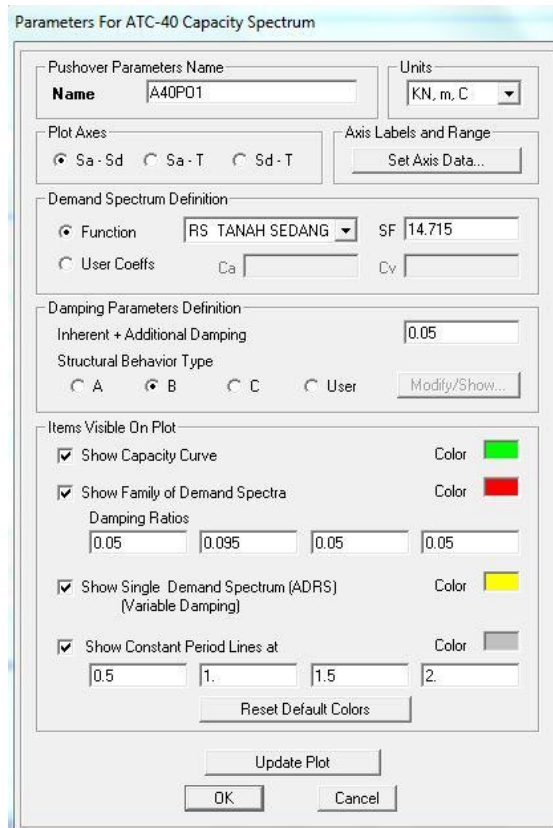 Parameters For ATC-40 Capacity Spectrum
Pushover Parameters Name
Name A40PO1
Units
KN, m, C
Plot Axes
Sa - Sd Sa - T Sd - T
Axis Labels and Range
Set Axis Data...
Demand Spectrum Definition
Function RS TANAH SEDANG SF 14.715
User Coeffs Ca Cv
Damping Parameters Definition
Inherent + Additional Damping 0.05
Structural Behavior Type
A B C User Modify/Show...
Items Visible On Plot
Show Capacity Curve Color
Show Family of Demand Spectra Color
Damping Ratios
0.05 0.095 0.05 0.05
Show Single Demand Spectrum (ADRS) Color
(Variable Damping)
Show Constant Period Lines at Color
0.5 1. 1.5 2.
Reset Default Colors
Update Plot
OK Cancel